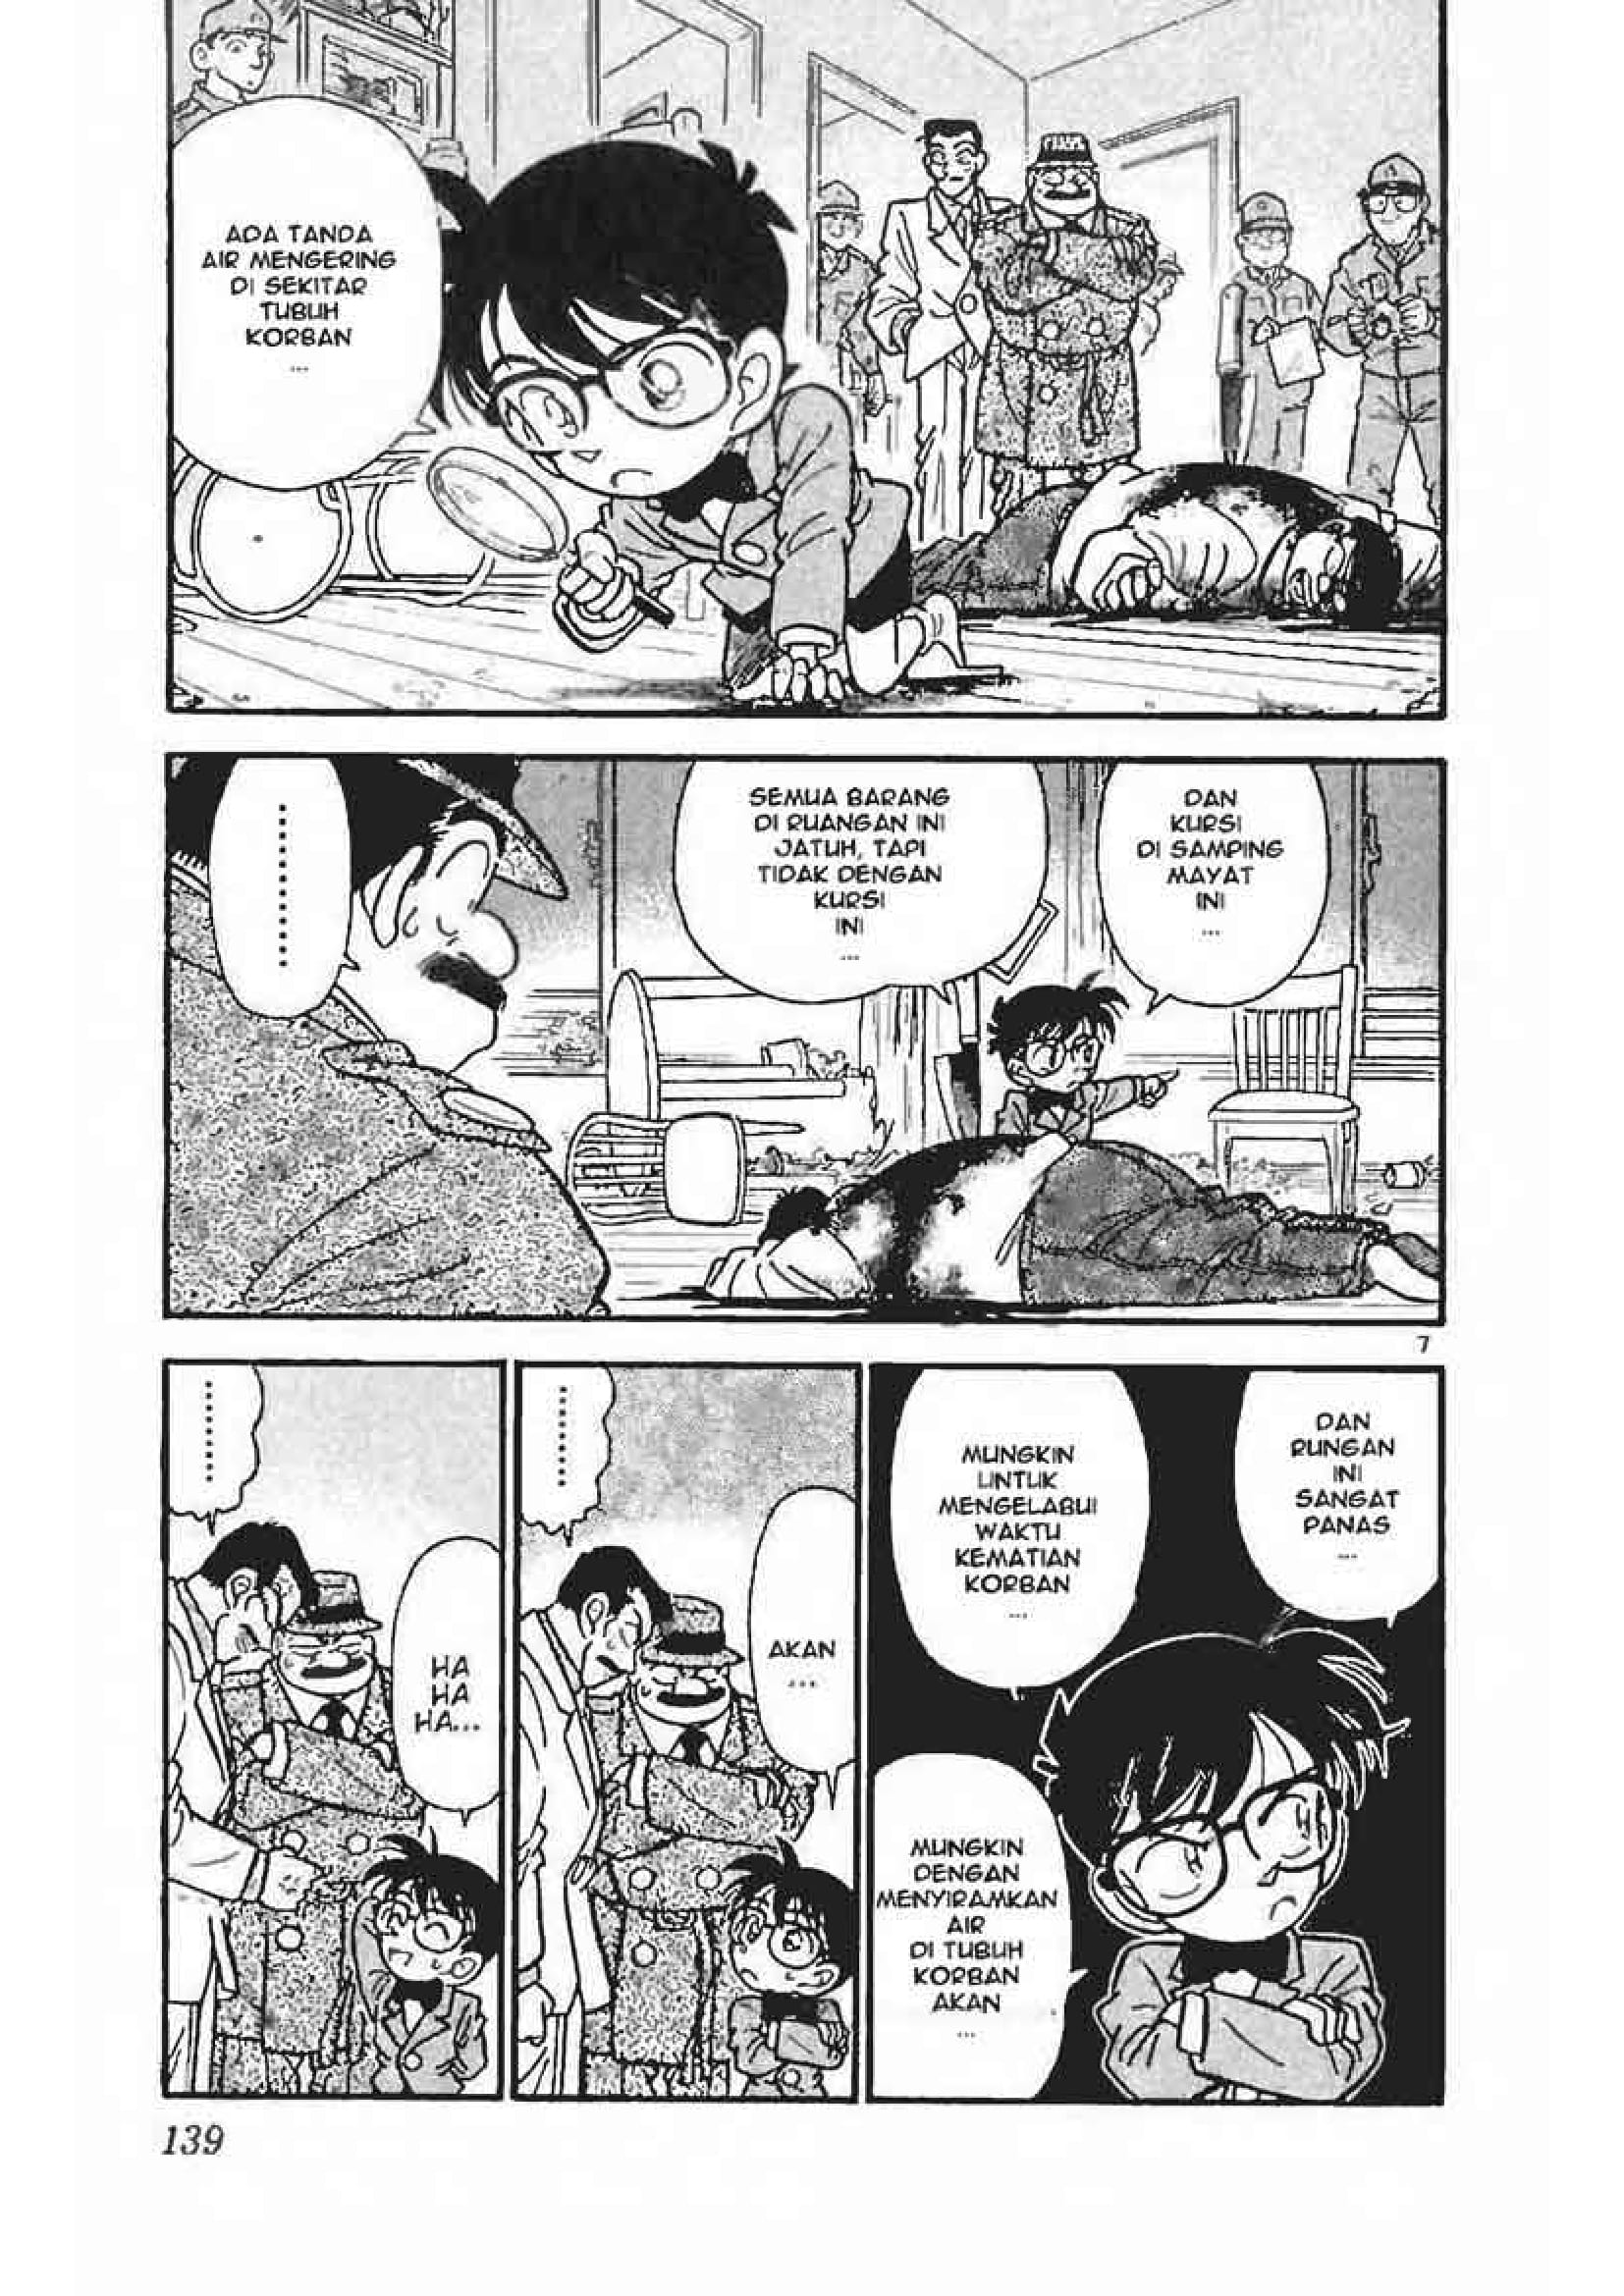 ADA TANDA
AIR MENGERING
DI SEKITAR
TUBUH
KORBAN
...
DAN
KURSI
DI SAMPING
MAYAT
INI
...
SEMUA BARANG
DI RUANGAN INI
JATUH, TAPI
TIDAK DENGAN
KURSI
INI
...
...........
7
DAN
RUNGAN
INI
SANGAT
PANAS
...
MUNGKIN
UNTUK
MENGELABUI
WAKTU
KEMATIAN
KORBAN
...
MUNGKIN
DENGAN
MENYIRAMKAN
AIR
DI TUBUH
KORBAN
AKAN
...
AKAN
...
........
HA
HA
HA...
........
139